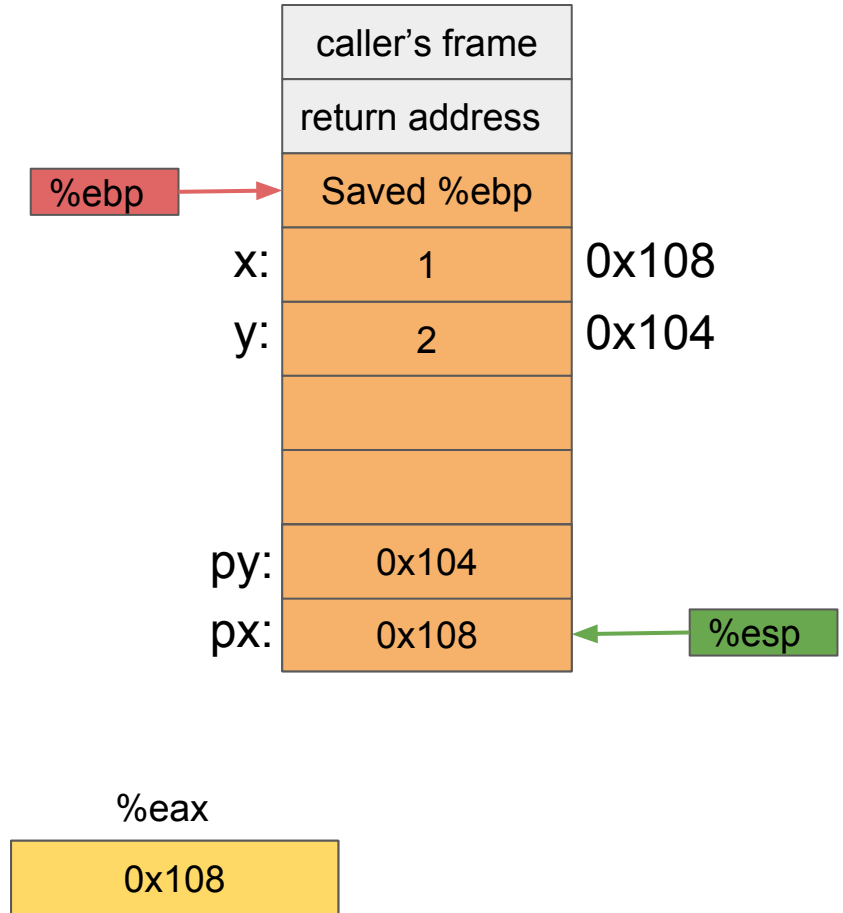 caller’s frame
return address
%ebp Saved %ebp
x: 1 0x108
y: 2 0x104
py: 0x104
px: 0x108 %esp
%eax
0x108